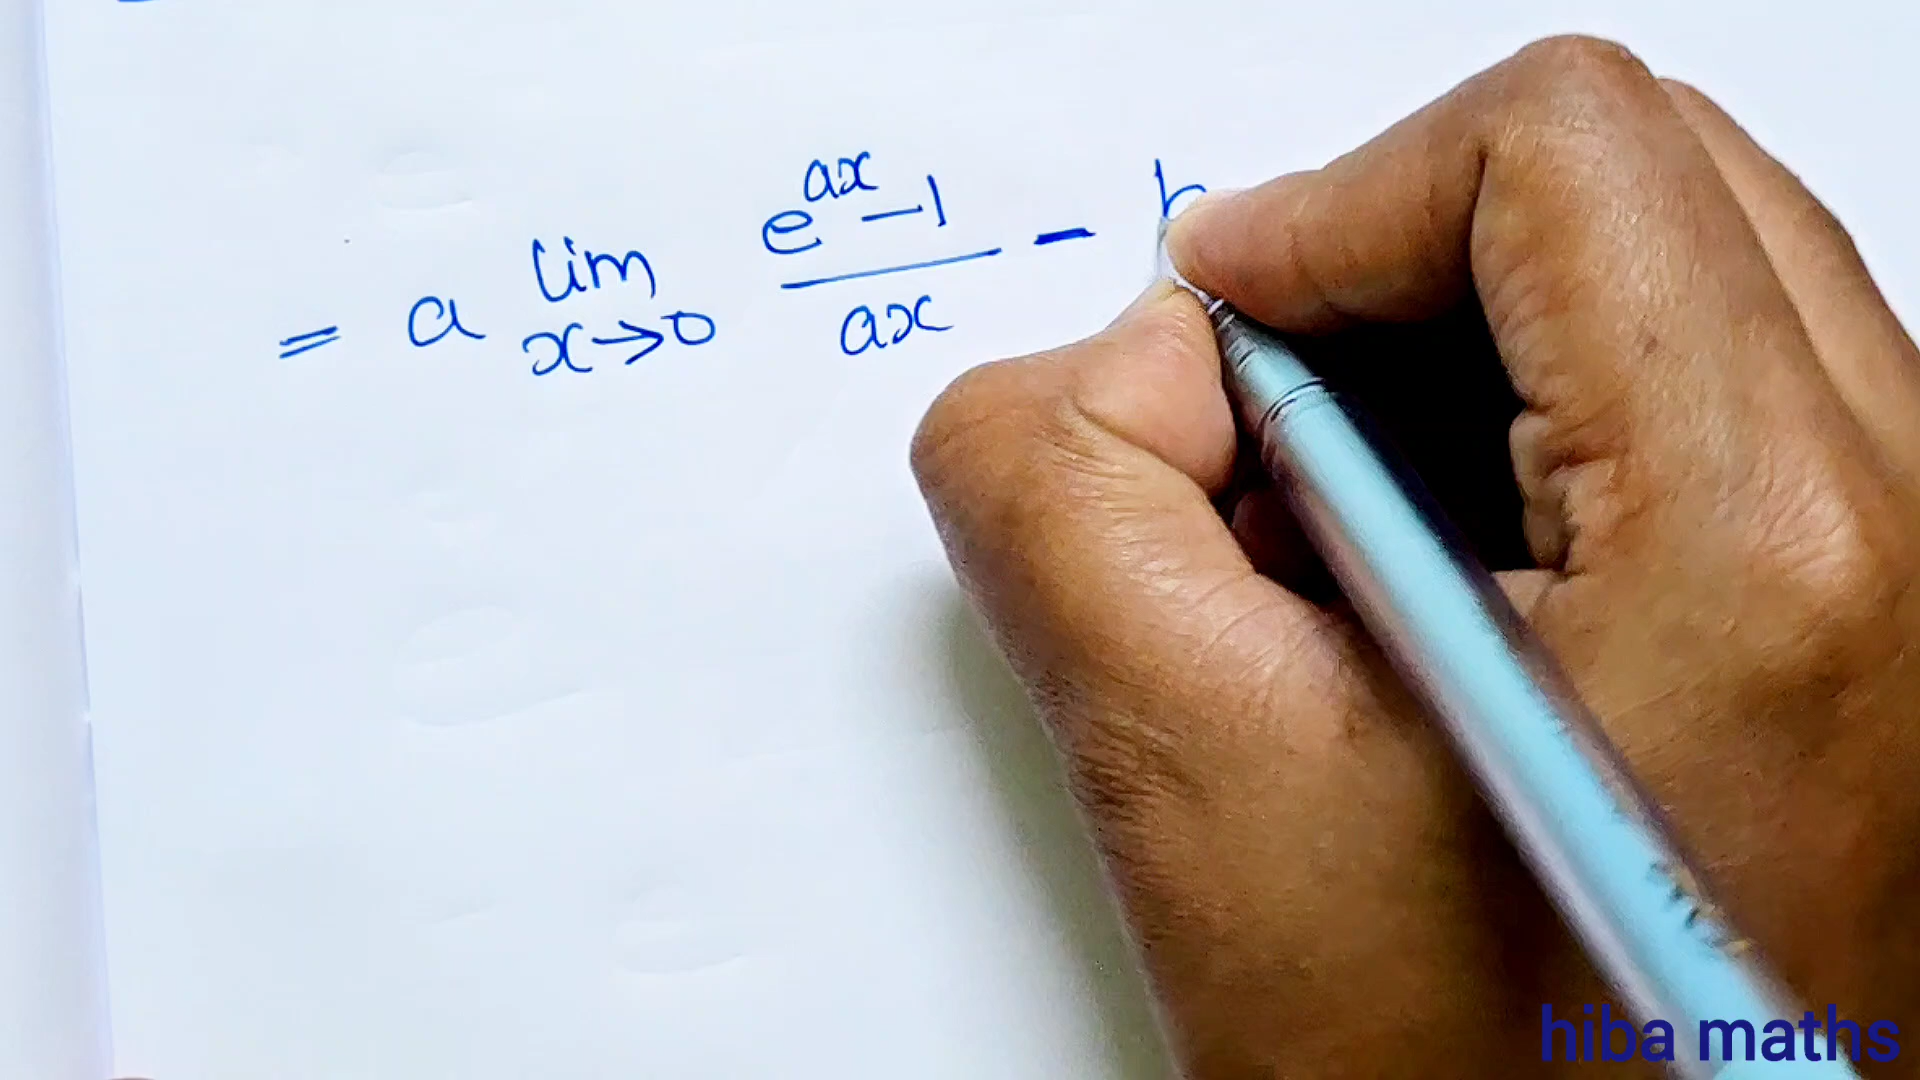 = a lim x→0 (e^(ax) − 1)/(ax) −
hiba maths